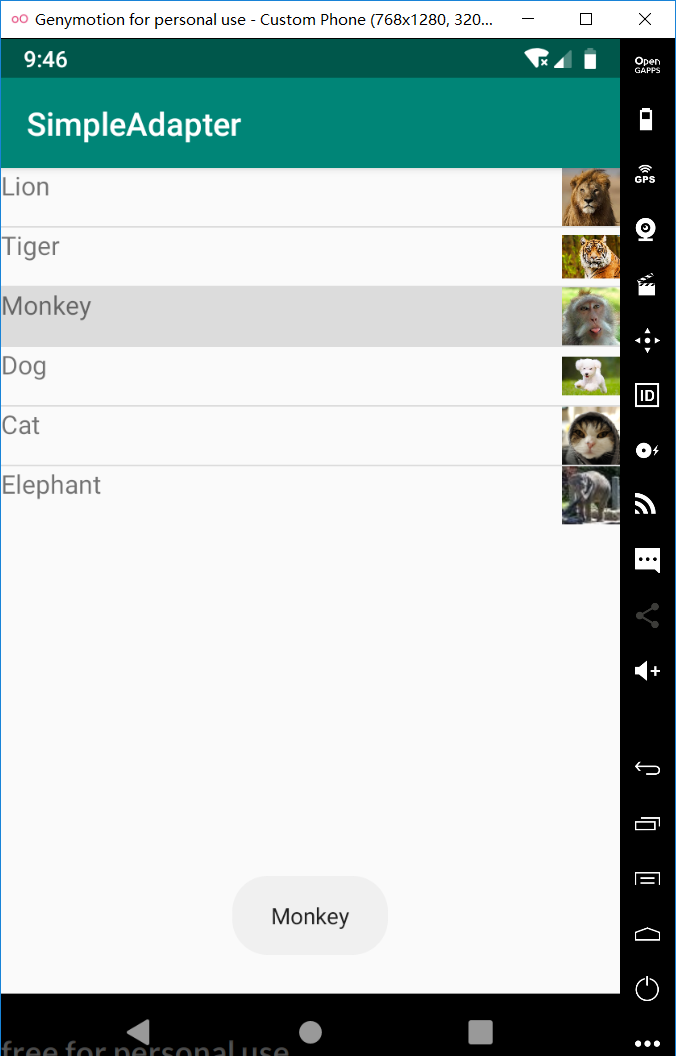 Genymotion for personal use - Custom Phone (768x1280, 320...
9:46
Open
GAPPS
SimpleAdapter
GPS
Lion
Tiger
Monkey
Dog
ID
Cat
Elephant
Monkey
free for personal use